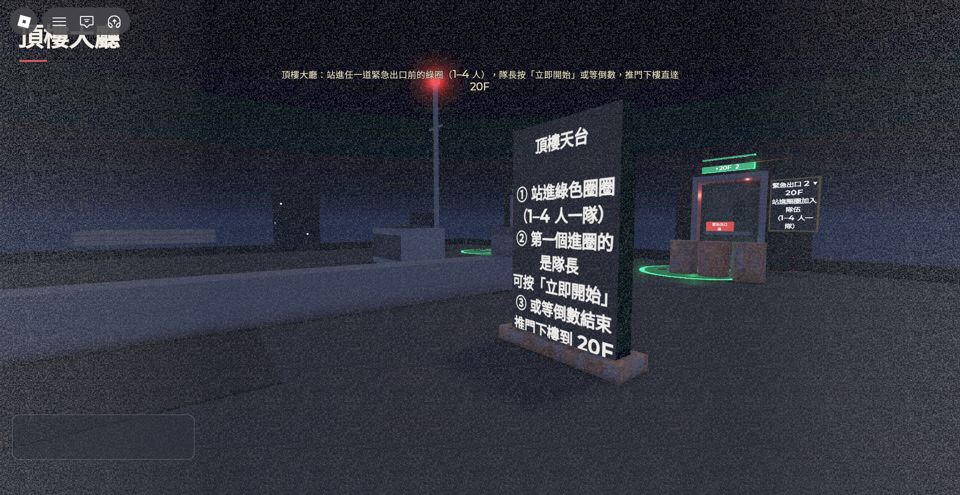 頂樓大廳
頂樓大廳：站進任一道緊急出口前的綠圈（1–4 人），隊長按「立即開始」或等倒數，推門下樓直達
20F
頂樓天台
① 站進綠色圈圈
（1–4 人一隊）
② 第一個進圈的
是隊長
可按「立即開始」
③ 或等倒數結束
推門下樓到 20F
20F 2
緊急出口 2 ▼
20F
站進圈圈加入
隊伍
（1–4 人一
隊）